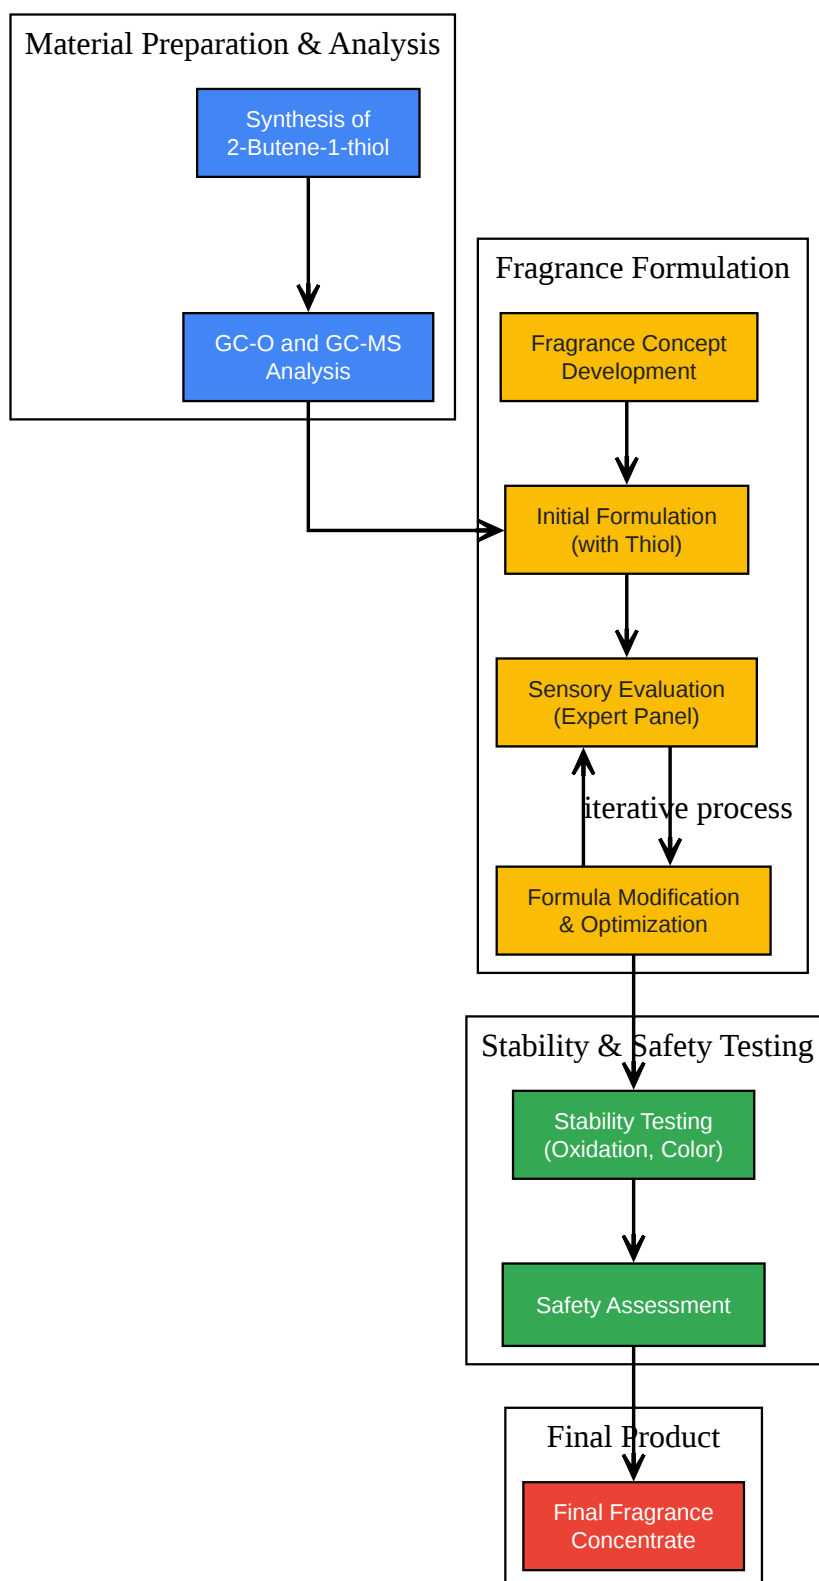 Material Preparation & Analysis
Synthesis of
2-Butene-1-thiol
GC-O and GC-MS
Analysis
Fragrance Formulation
Fragrance Concept
Development
Initial Formulation
(with Thiol)
Sensory Evaluation
(Expert Panel)
iterative process
Formula Modification
& Optimization
Stability & Safety Testing
Stability Testing
(Oxidation, Color)
Safety Assessment
Final Product
Final Fragrance
Concentrate